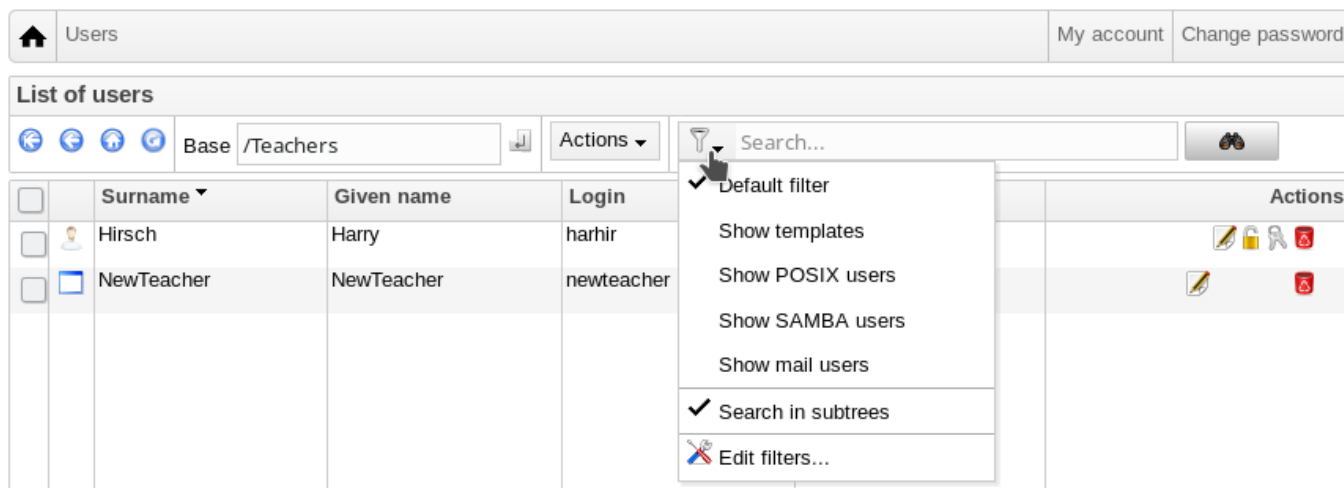 Users My account Change password
List of users
Base /Teachers Actions Search...
Surname Given name Login Actions
Default filter
Hirsch Harry harhir
Show templates
Show POSIX users
NewTeacher NewTeacher newteacher
Show SAMBA users
Show mail users
Search in subtrees
Edit filters...